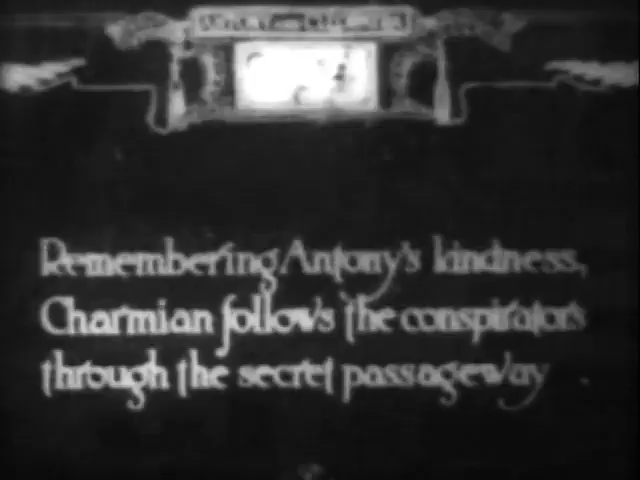 Remembering Antony's kindness,
Charmian follows the conspirators
through the secret passageway